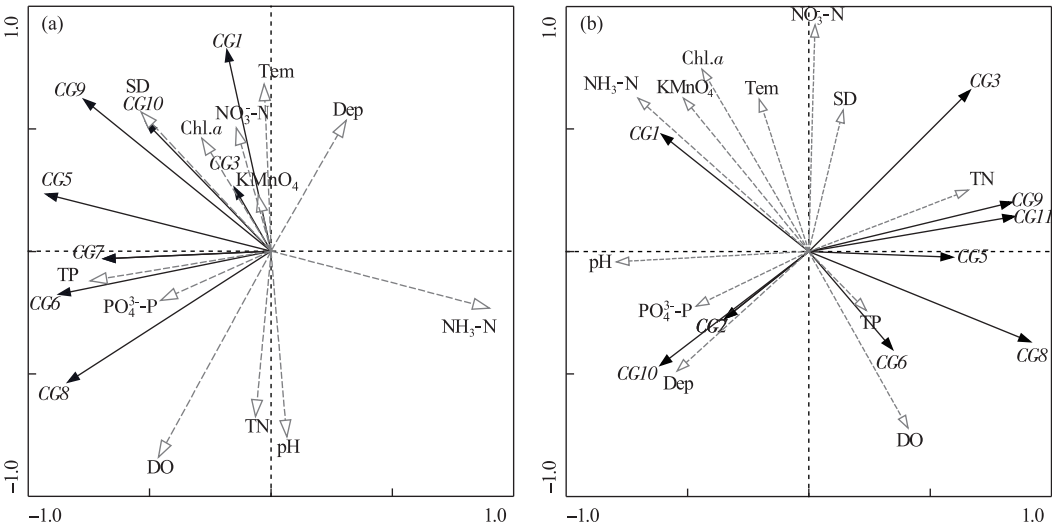 (a)
1.0
CG1
CG9
SD
CG10
Tem
NO₃⁻-N
Dep
Chl.a
CG3
KMnO₄
CG5
CG7
TP
CG6
PO₄³⁻-P
NH₃-N
CG8
TN
pH
DO
-1.0
-1.0
1.0
(b)
1.0
NO₃⁻-N
Chl.a
NH₃-N
KMnO₄
Tem
SD
CG3
CG1
TN
CG9
CG11
pH
CG5
PO₄³⁻-P
CG2
TP
CG8
CG10
Dep
CG6
DO
-1.0
-1.0
1.0